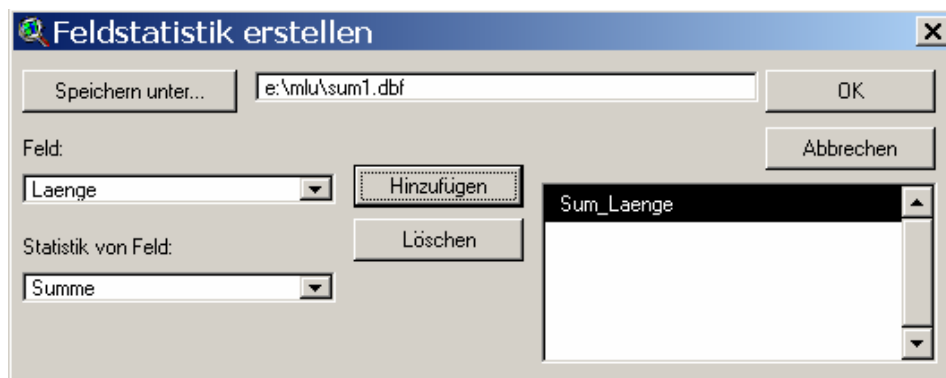 Feldstatistik erstellen
Speichern unter...
e:\mlu\sum1.dbf
OK
Abbrechen
Feld:
Laenge
Hinzufügen
Sum_Laenge
Löschen
Statistik von Feld:
Summe